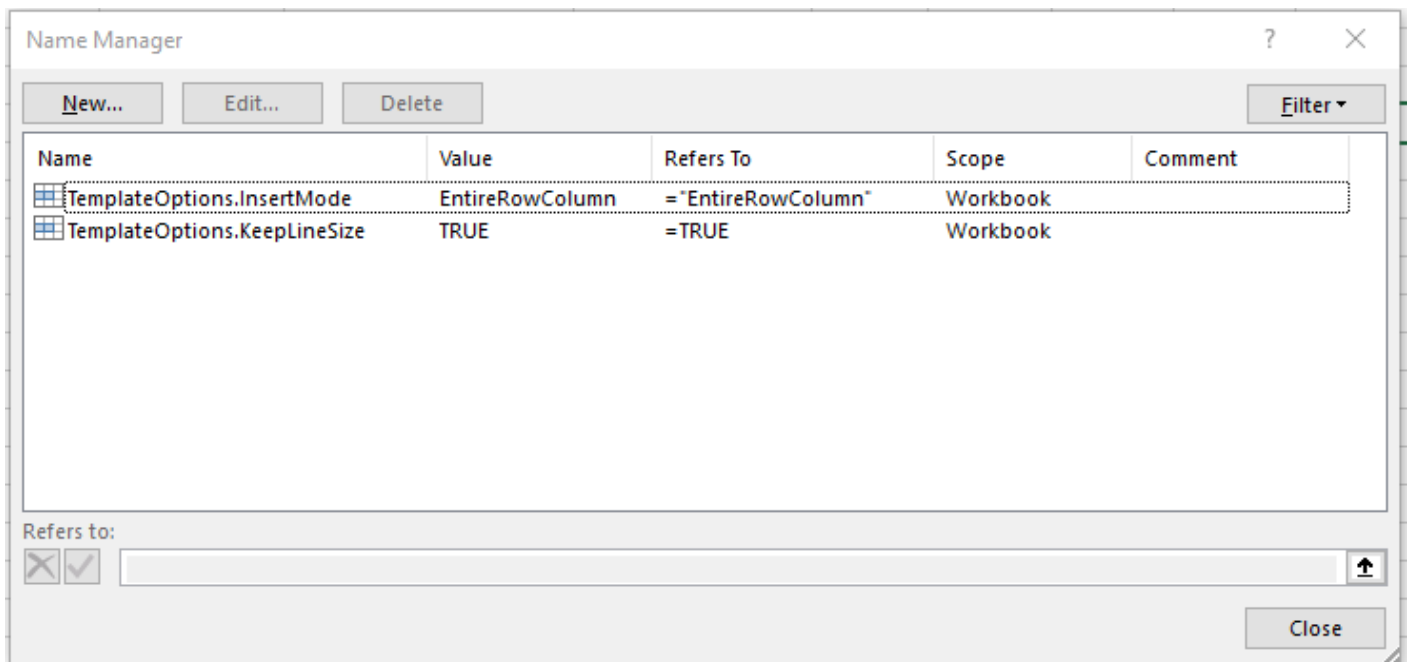 Name Manager ? ×
New... Edit... Delete Filter
Name Value Refers To Scope Comment
TemplateOptions.InsertMode EntireRowColumn ="EntireRowColumn" Workbook
TemplateOptions.KeepLineSize TRUE =TRUE Workbook
Refers to:
Close